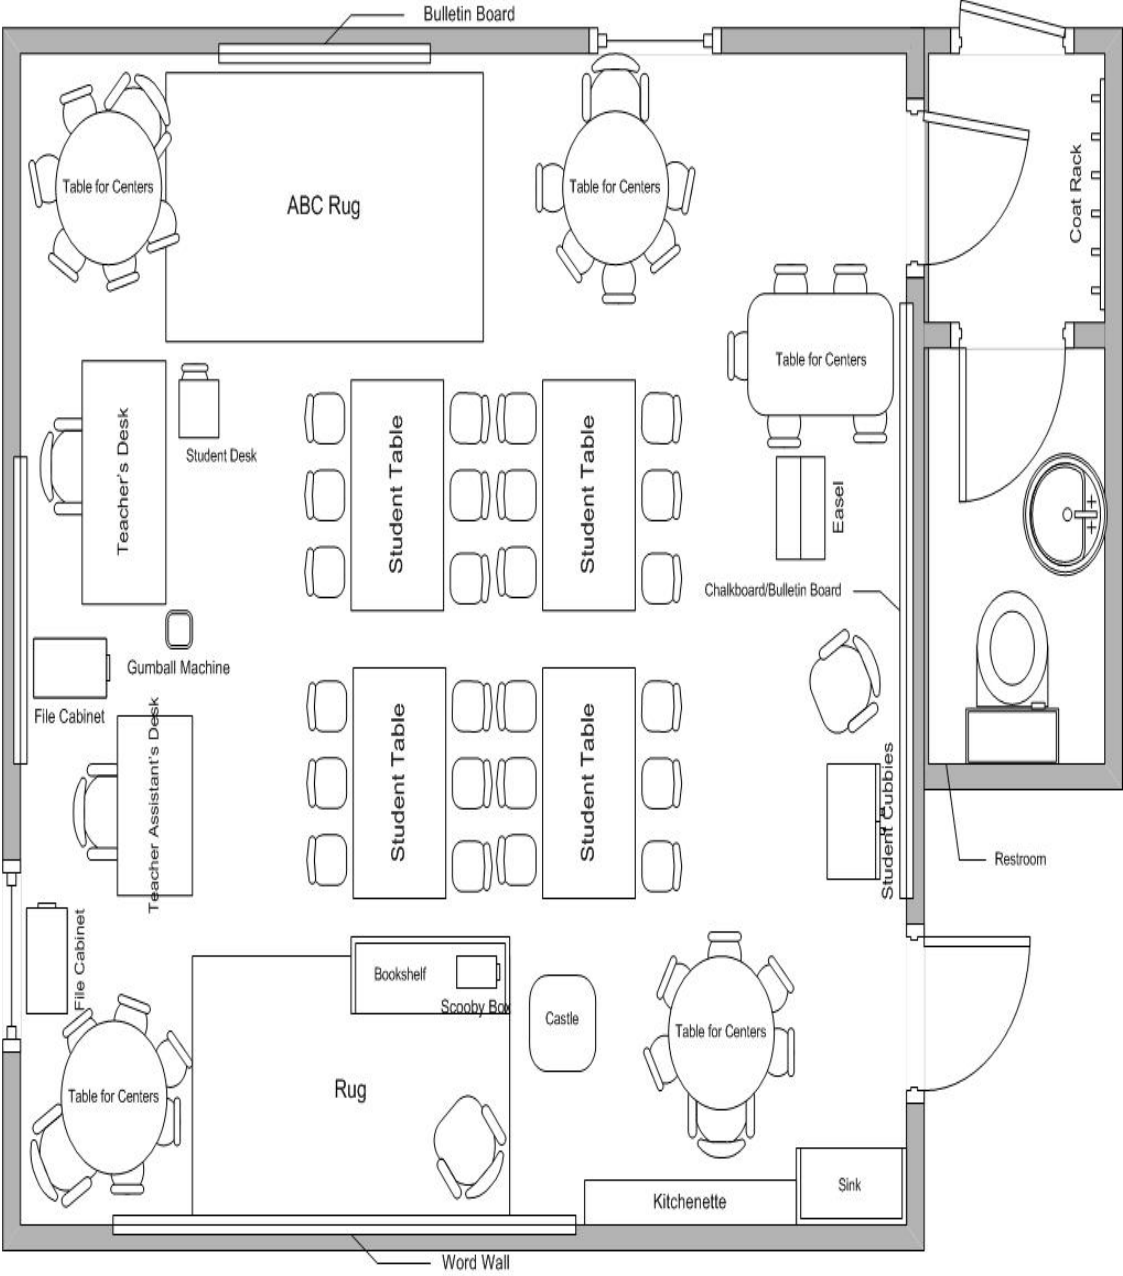 Bulletin Board
Table for Centers
ABC Rug
Table for Centers
Coat Rack
Table for Centers
Teacher's Desk
Student Desk
Student Table
Student Table
Easel
Chalkboard/Bulletin Board
Gumball Machine
File Cabinet
Teacher Assistant's Desk
Student Table
Student Table
Student Cubbies
Restroom
File Cabinet
Bookshelf
Scooby Box
Castle
Table for Centers
Table for Centers
Rug
Kitchenette
Sink
Word Wall